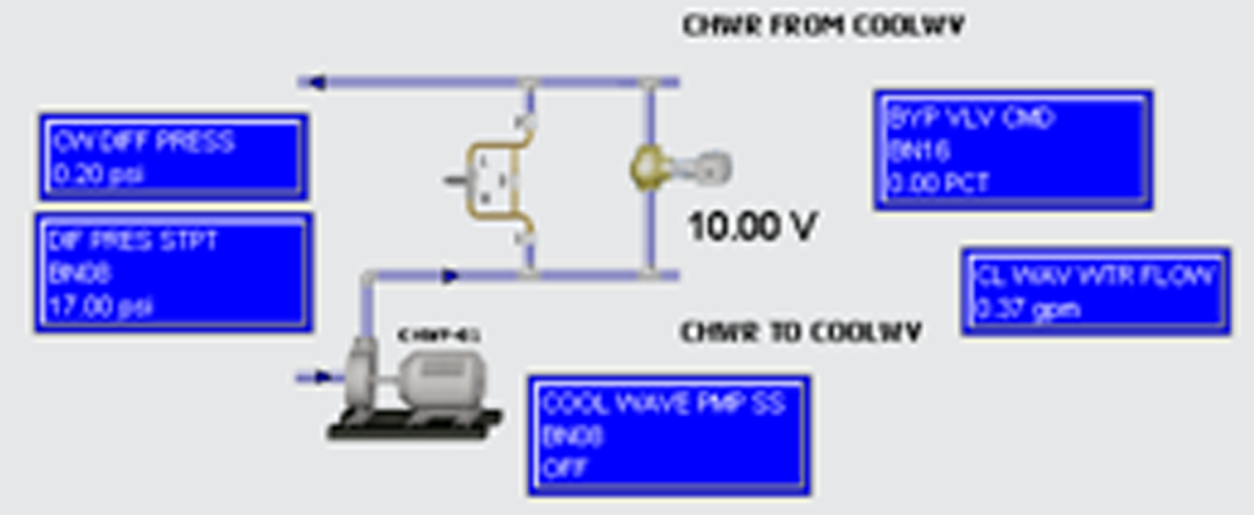 CHWR FROM COOLWV
CW DIFF PRESS
0.20 psi
BYP VLV CMD
BN16
0.00 PCT
DIF PRES STPT
BN08
17.00 psi
10.00 V
CL WAV WTR FLOW
0.37 gpm
CHWR TO COOLWV
COOL WAVE PMP SS
BN08
OFF